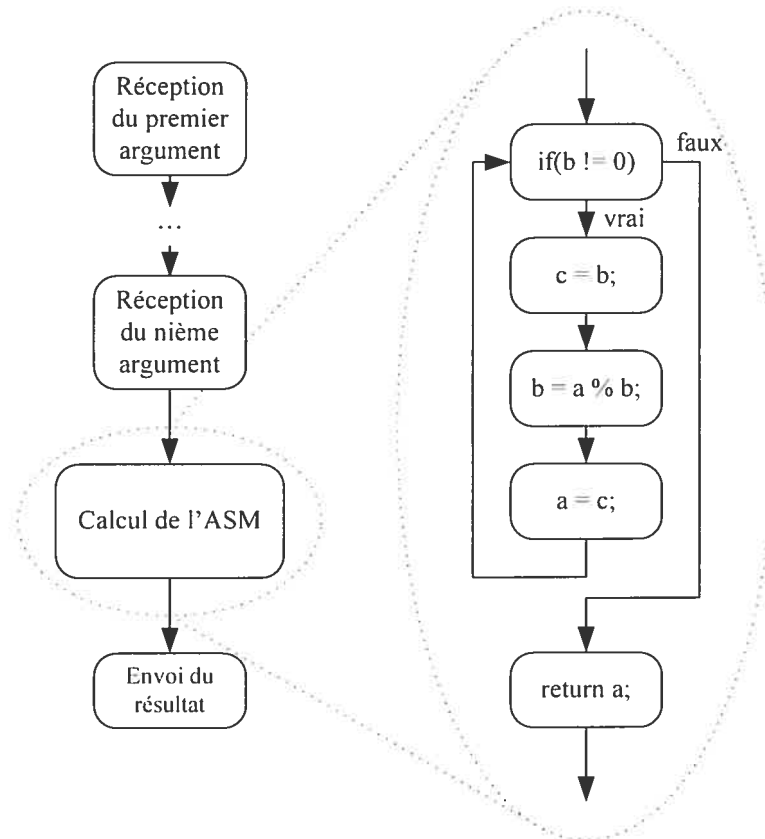 Réception
du premier
argument
...
Réception
du nième
argument
Calcul de l'ASM
Envoi du
résultat
if(b != 0)
faux
vrai
c = b;
b = a % b;
a = c;
return a;